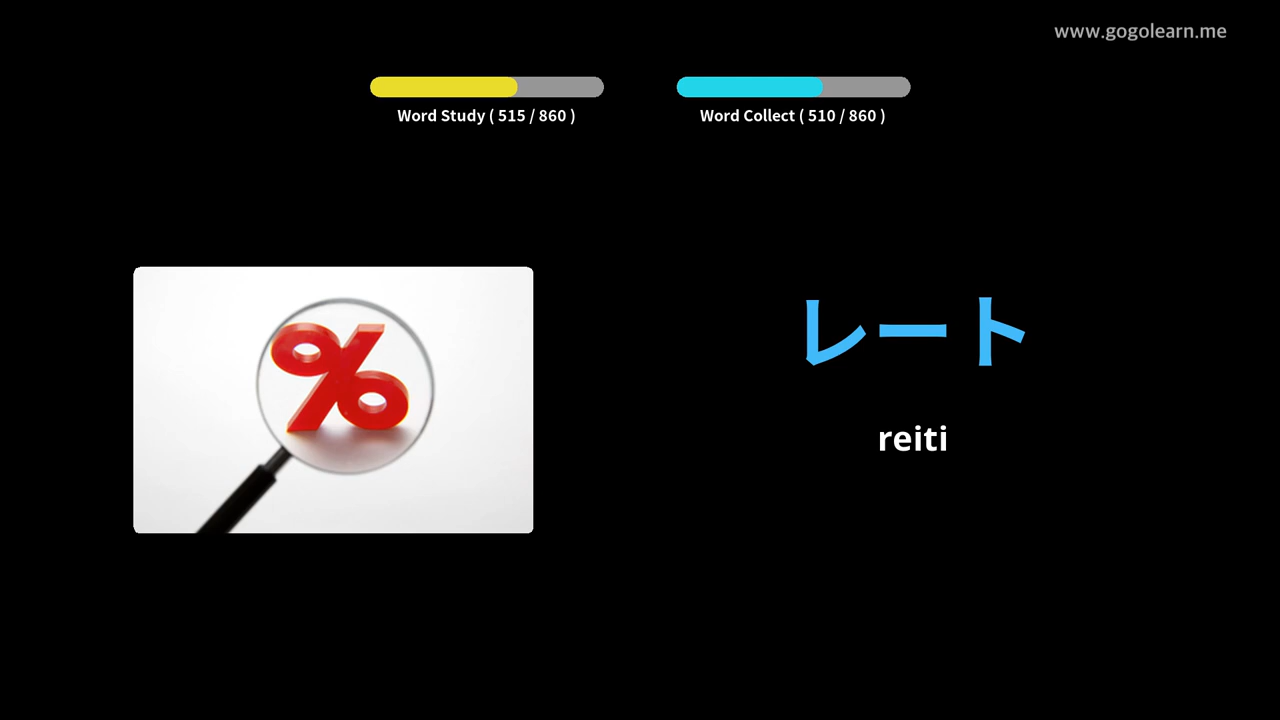 www.gogolearn.me
Word Study ( 515 / 860 )
Word Collect ( 510 / 860 )
%
レート
reiti